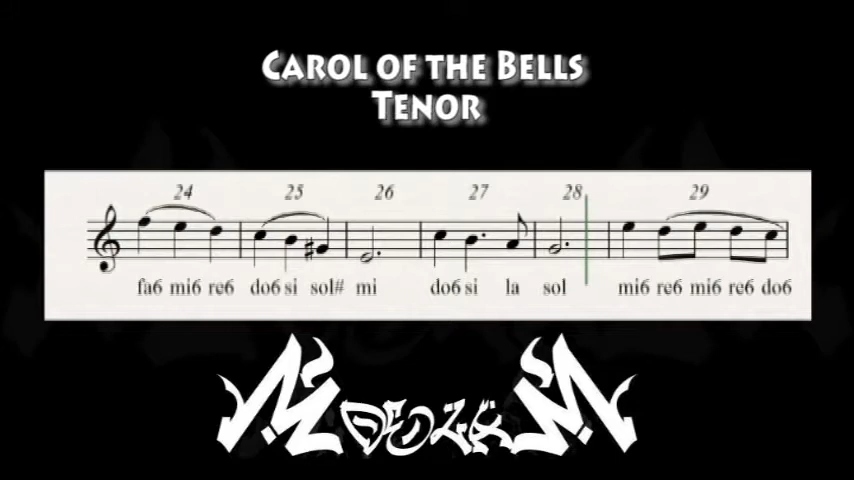 CAROL OF THE BELLS
TENOR
24 25 26 27 28 29
fa6 mi6 re6 do6 si sol# mi do6 si la sol mi6 re6 mi6 re6 do6